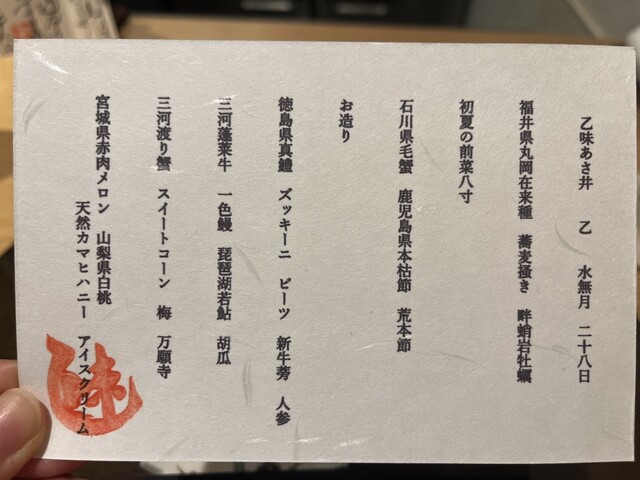 乙味あさ井　乙　水無月　二十八日
福井県丸岡在来種　蕎麦掻き　畔蛸岩牡蠣
初夏の前菜八寸
石川県毛蟹　鹿児島県本枯節　荒本節
お造り
徳島県真鱧　ズッキーニ　ビーツ　新牛蒡　人参
三河蓬莱牛　一色鰻　琵琶湖若鮎　胡瓜
三河渡り蟹　スイートコーン　梅　万願寺
宮城県赤肉メロン　山梨県白桃
天然カマヒハニー　アイスクリーム
味